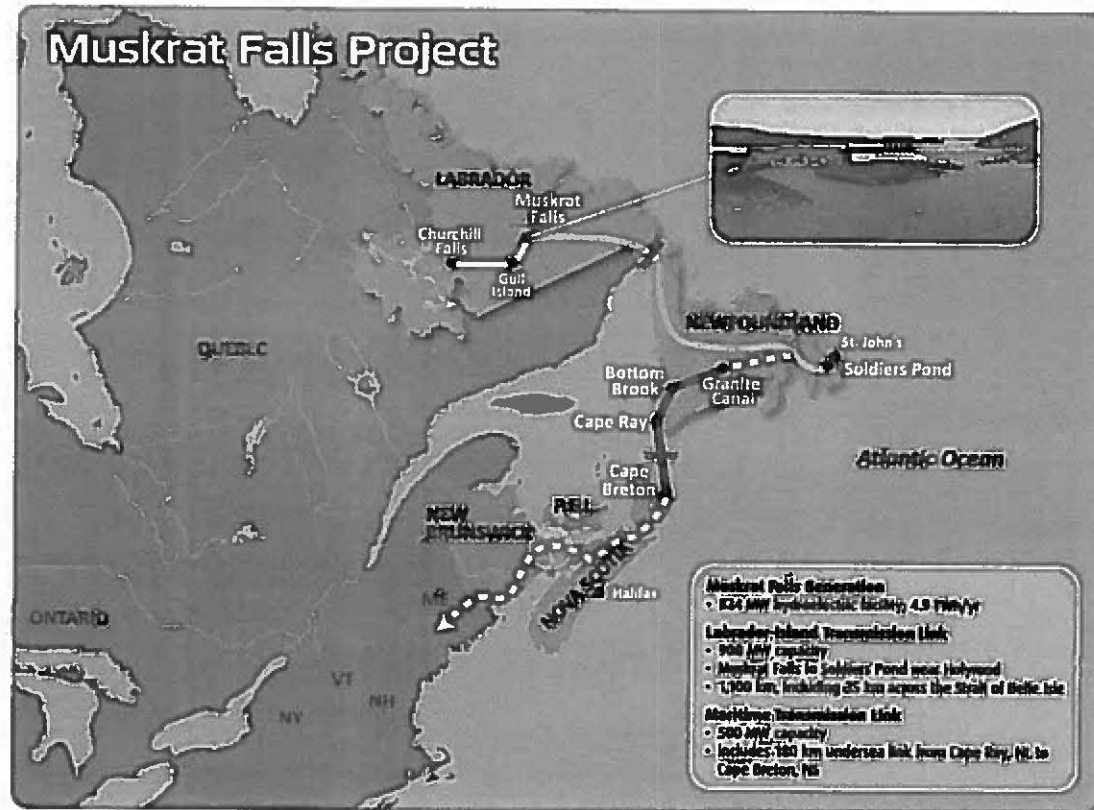 Muskrat Falls Project
LABRADOR
Muskrat
Falls
Churchill
Falls
Gull
Island
QUEBEC
NEWFOUNDLAND
St. John's
Soldiers Pond
Bottom
Brook
Granite
Canal
Cape Ray
Atlantic Ocean
Cape
Breton
P.E.I.
NEW
BRUNSWICK
NOVA SCOTIA
Halifax
ME
ONTARIO
VT
NH
NY
Muskrat Falls Generation
• 824 MW hydroelectric facility; 4.9 TWh/yr
Labrador-Island Transmission Link
• 900 MW capacity
• Muskrat Falls to Soldiers Pond near Holyrood
• 1,100 km, including 35 km across the Strait of Belle Isle
Maritime Transmission Link
• 500 MW capacity
• Includes 180 km undersea link from Cape Ray, NL to
Cape Breton, NS